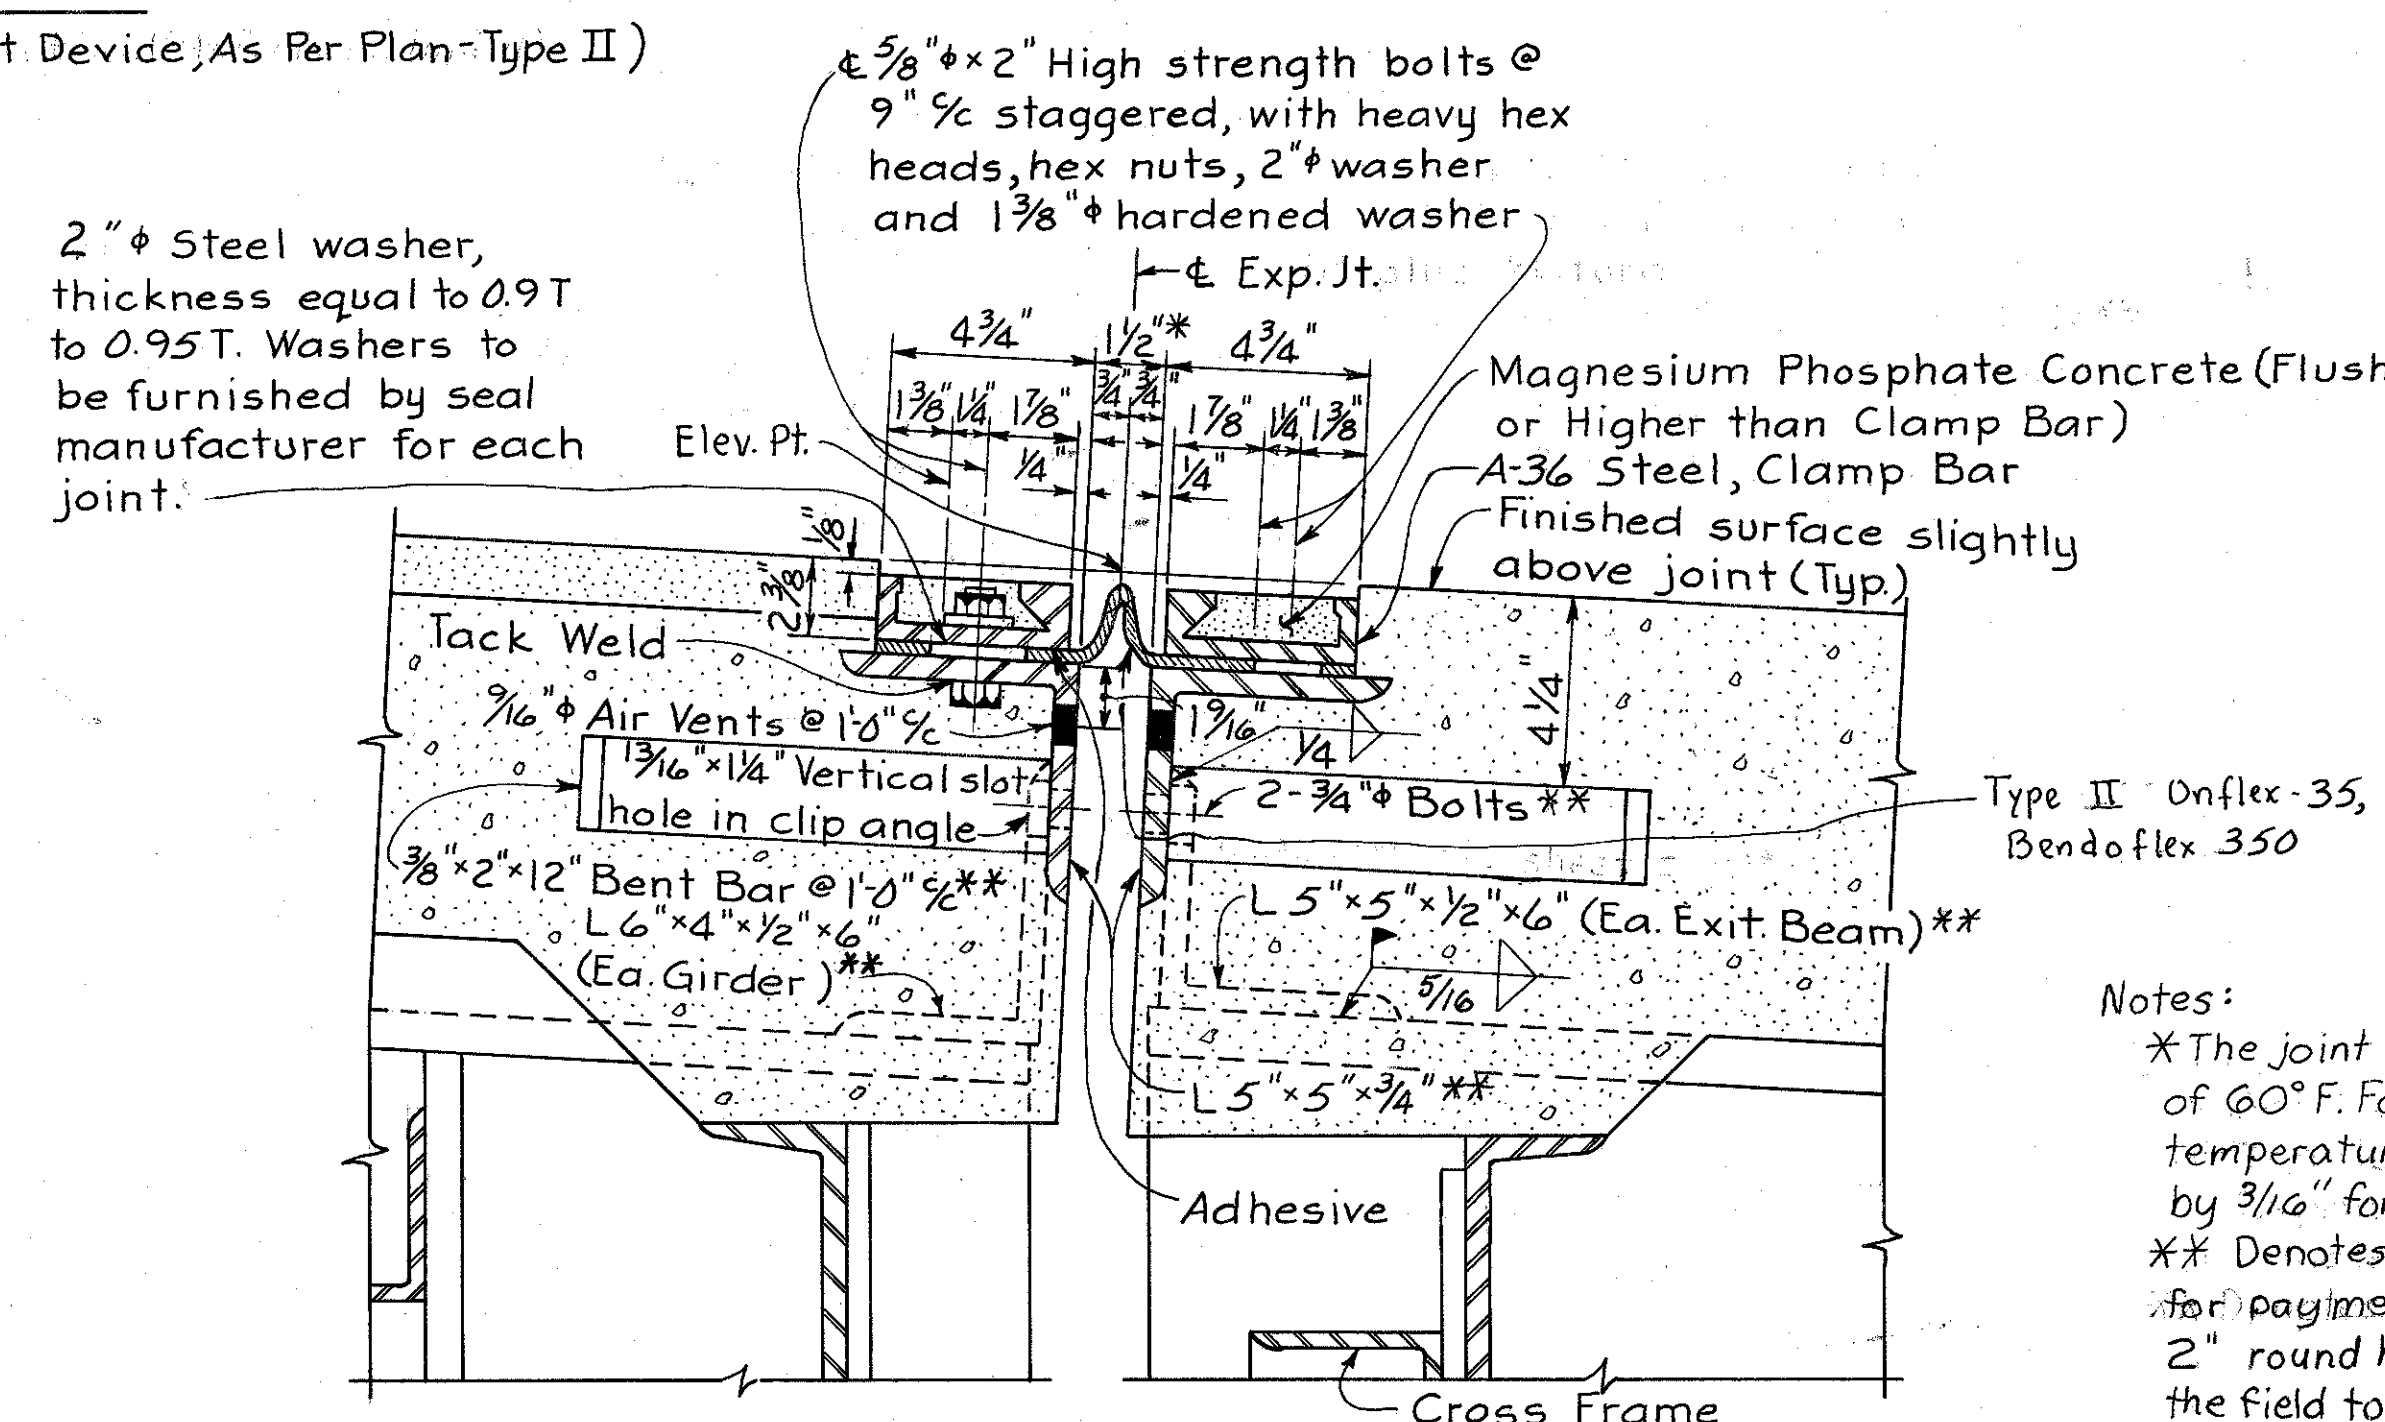 t Device, As Per Plan-Type II)
℄ 5/8"ϕ×2" High strength bolts @
9" c/c staggered, with heavy hex
heads, hex nuts, 2"ϕ washer
and 1 3/8"ϕ hardened washer
2"ϕ Steel washer,
thickness equal to 0.9T
to 0.95T. Washers to
be furnished by seal
manufacturer for each
joint.
℄ Exp. Jt.
4 3/4" 1 1/2"* 4 3/4"
3/4" 3/4"
1 3/8" 1 1/4" 1 7/8" 1 7/8" 1 1/4" 1 3/8"
1/4" 1/4"
Elev. Pt.
Magnesium Phosphate Concrete (Flush
or Higher than Clamp Bar)
A-36 Steel, Clamp Bar
Finished surface slightly
above joint (Typ.)
1/8"
2 3/8"
Tack Weld
9/16"ϕ Air Vents @ 1'-0" c/c
1 9/16"
1/4
4 1/4"
13/16"×1 1/4" Vertical slot
hole in clip angle
2-3/4"ϕ Bolts**
Type II Onflex-35,
Bendoflex 350
3/8"×2"×12" Bent Bar @ 1'-0" c/c**
L 6"×4"×1/2"×6"
(Ea. Girder)**
L 5"×5"×1/2"×6" (Ea. Exit. Beam)**
5/16
L 5"×5"×3/4"**
Adhesive
Cross Frame
Notes:
* The joint
of 60° F. Fo
temperatur
by 3/16" for
** Denotes
for payme
2" round h
the field to